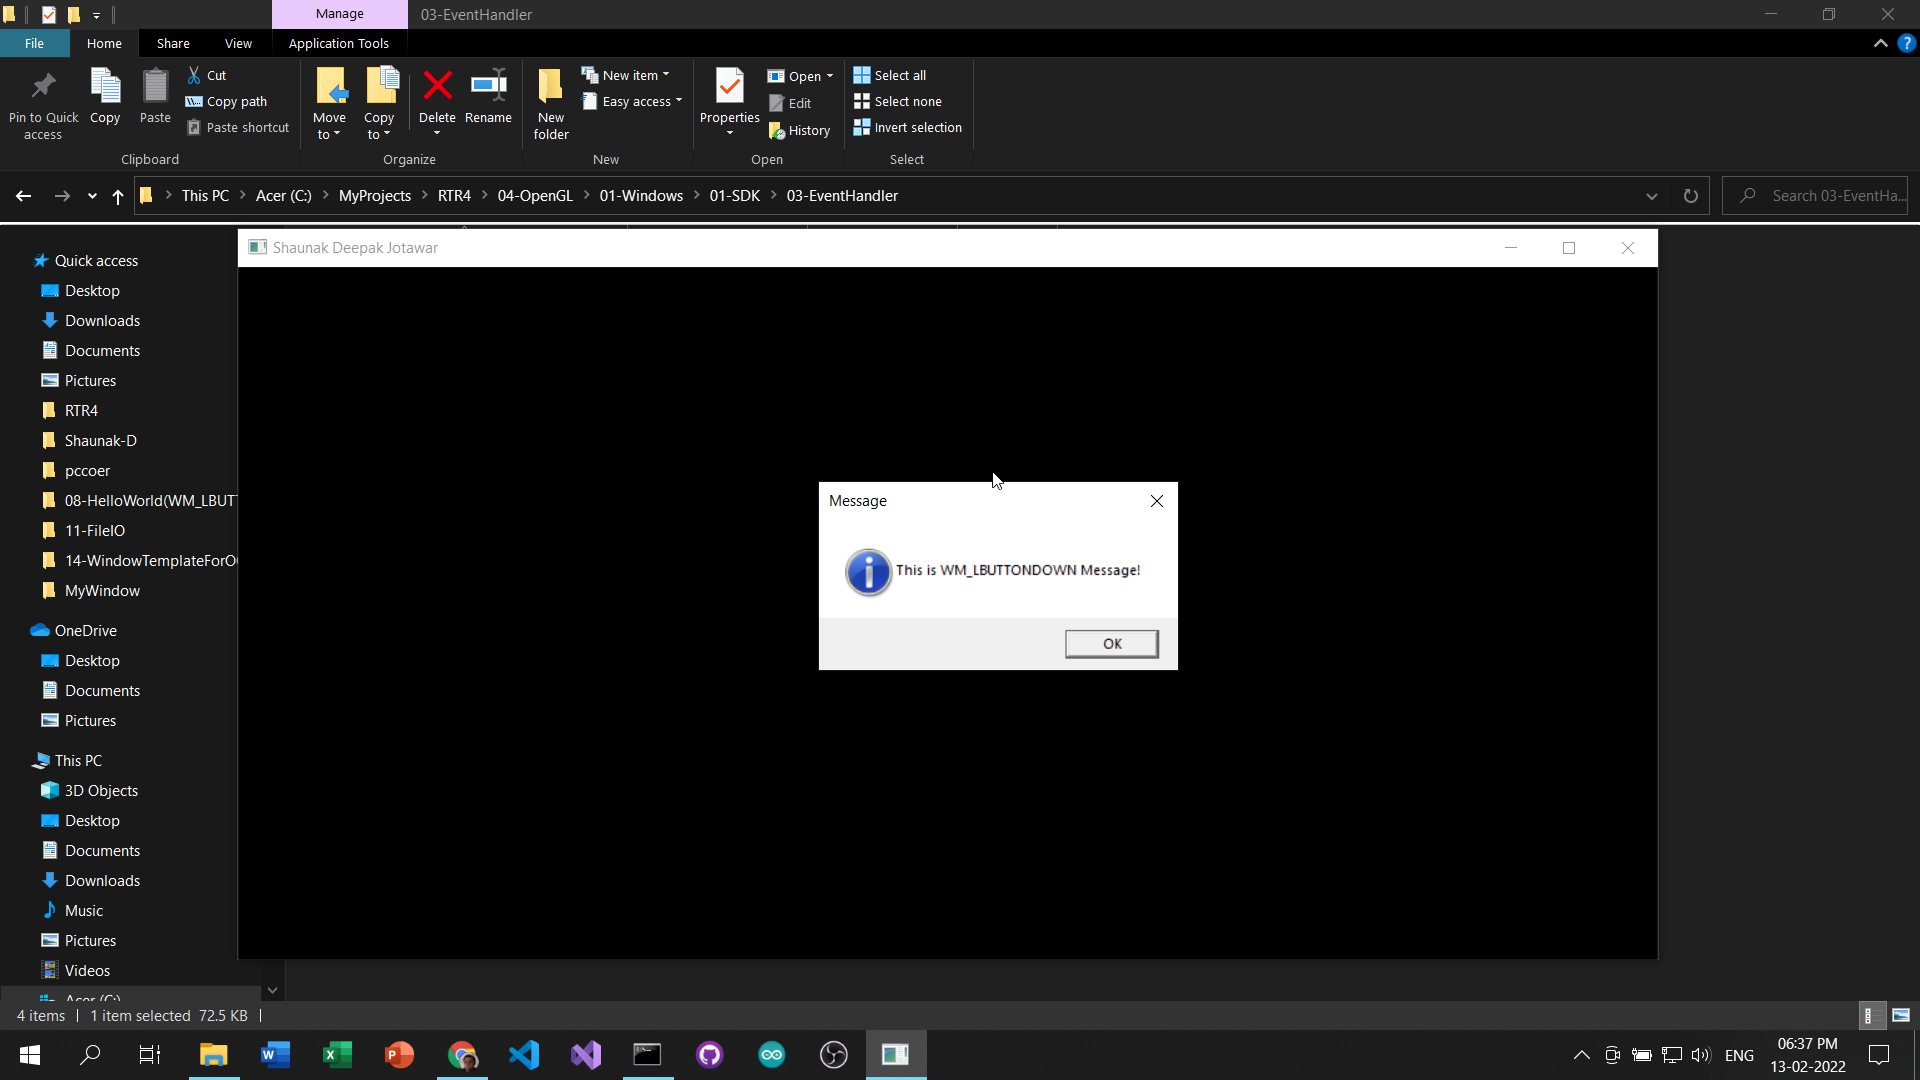 Manage
03-EventHandler
File
Home
Share
View
Application Tools
Pin to Quick access
Copy
Paste
Cut
Copy path
Paste shortcut
Move to
Copy to
Delete
Rename
New folder
New item
Easy access
Properties
Open
Edit
History
Select all
Select none
Invert selection
Clipboard
Organize
New
Open
Select
This PC
Acer (C:)
MyProjects
RTR4
04-OpenGL
01-Windows
01-SDK
03-EventHandler
Search 03-EventHa...
Shaunak Deepak Jotawar
Quick access
Desktop
Downloads
Documents
Pictures
RTR4
Shaunak-D
pccoer
08-HelloWorld(WM_LBUT
11-FileIO
14-WindowTemplateForO
MyWindow
OneDrive
Desktop
Documents
Pictures
This PC
3D Objects
Desktop
Documents
Downloads
Music
Pictures
Videos
Acer (C:)
Message
This is WM_LBUTTONDOWN Message!
OK
4 items
1 item selected 72.5 KB
ENG
06:37 PM
13-02-2022